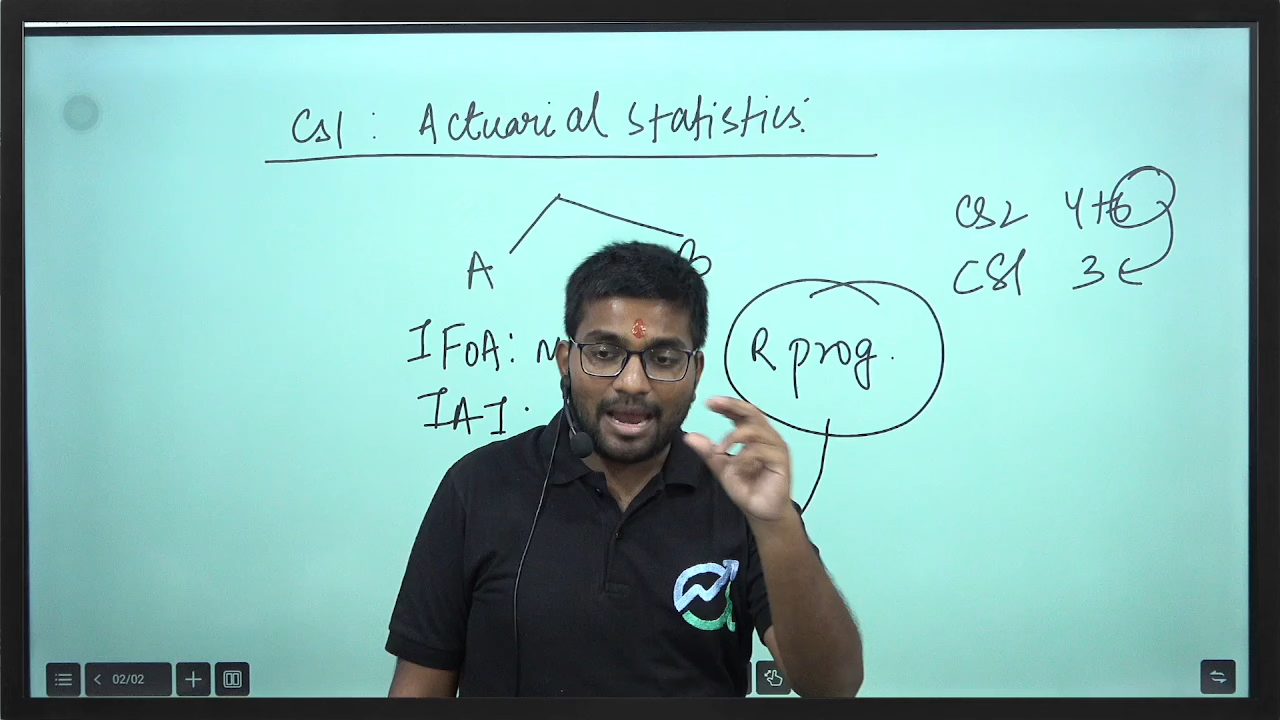 CS1 : Actuarial statistics.
A B
IFoA :
IAI .
R prog.
CS2 4+6
CS1 3
02/02